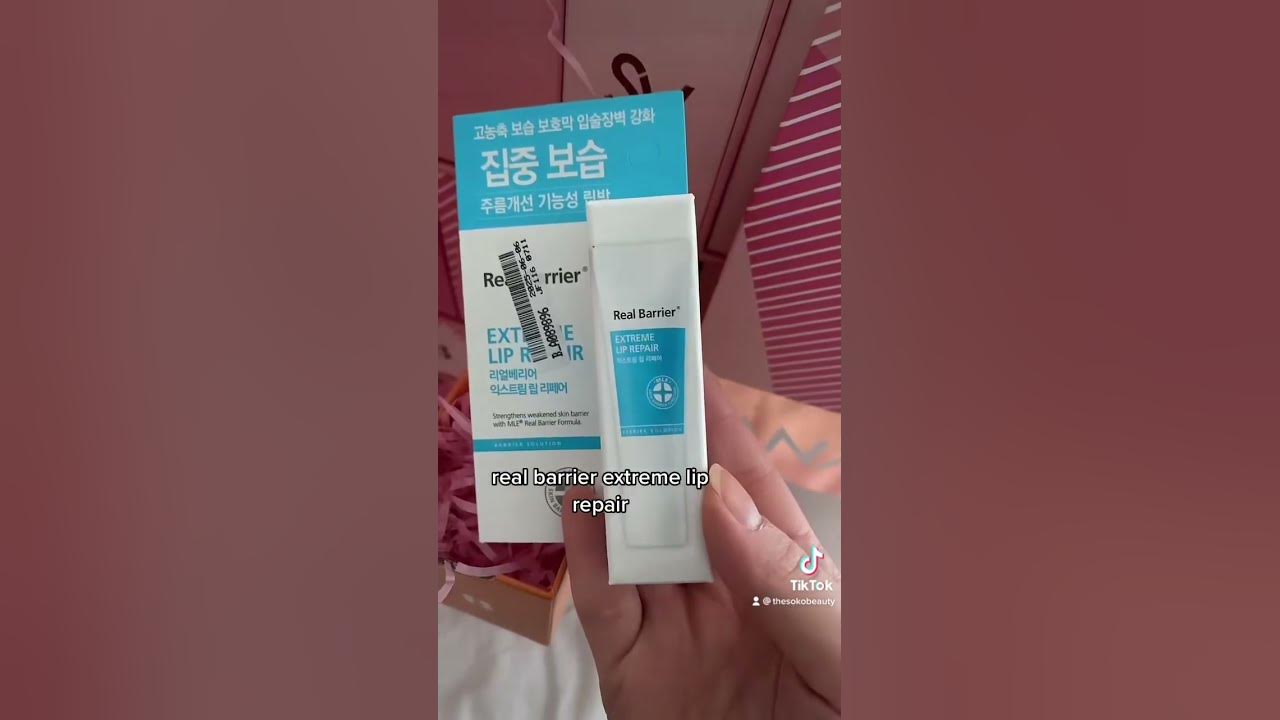 고농축 보습 보호막 입술장벽 강화
집중 보습
주름개선 기능성 립밤
Real Barrier®
EXTREME
LIP REPAIR
리얼베리어
익스트림 립 리페어
Strengthens weakened skin barrier
with MLE® Real Barrier Formula.
BARRIER SOLUTION
Real Barrier®
EXTREME
LIP REPAIR
익스트림 립 리페어
MLE
real barrier extreme lip
repair
TikTok
@thesokobeauty